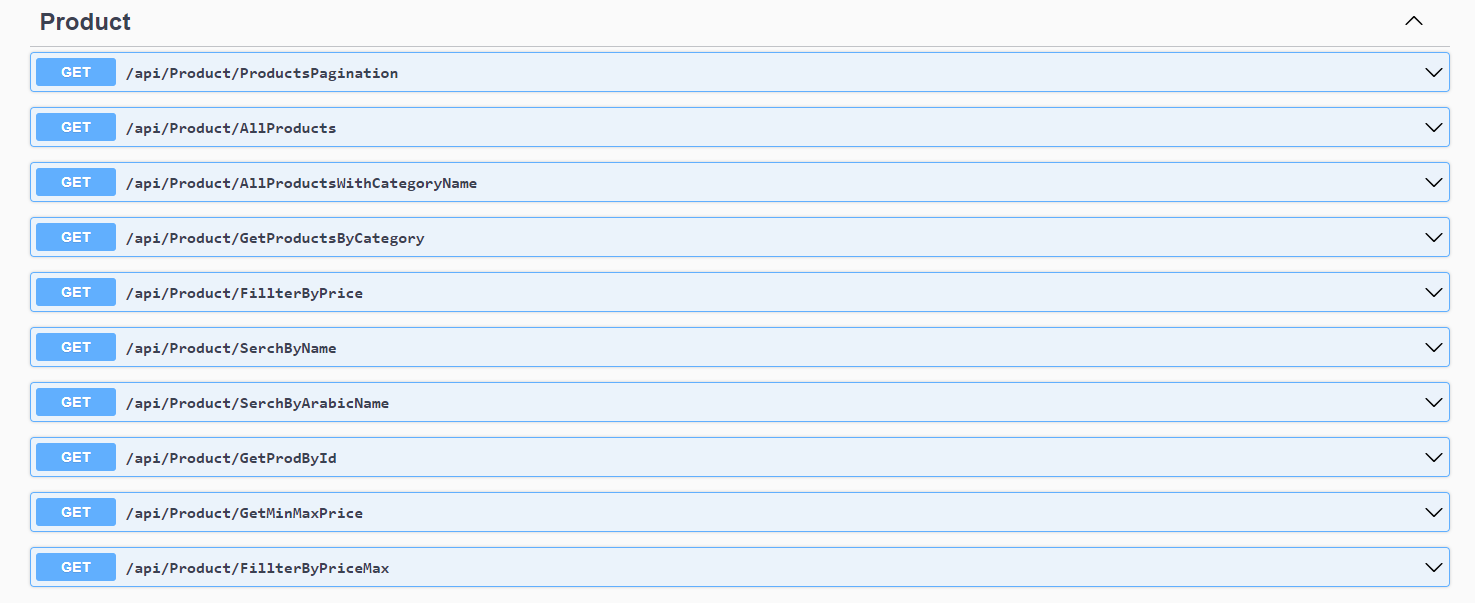 Product
GET /api/Product/ProductsPagination
GET /api/Product/AllProducts
GET /api/Product/AllProductsWithCategoryName
GET /api/Product/GetProductsByCategory
GET /api/Product/FillterByPrice
GET /api/Product/SerchByName
GET /api/Product/SerchByArabicName
GET /api/Product/GetProdById
GET /api/Product/GetMinMaxPrice
GET /api/Product/FillterByPriceMax